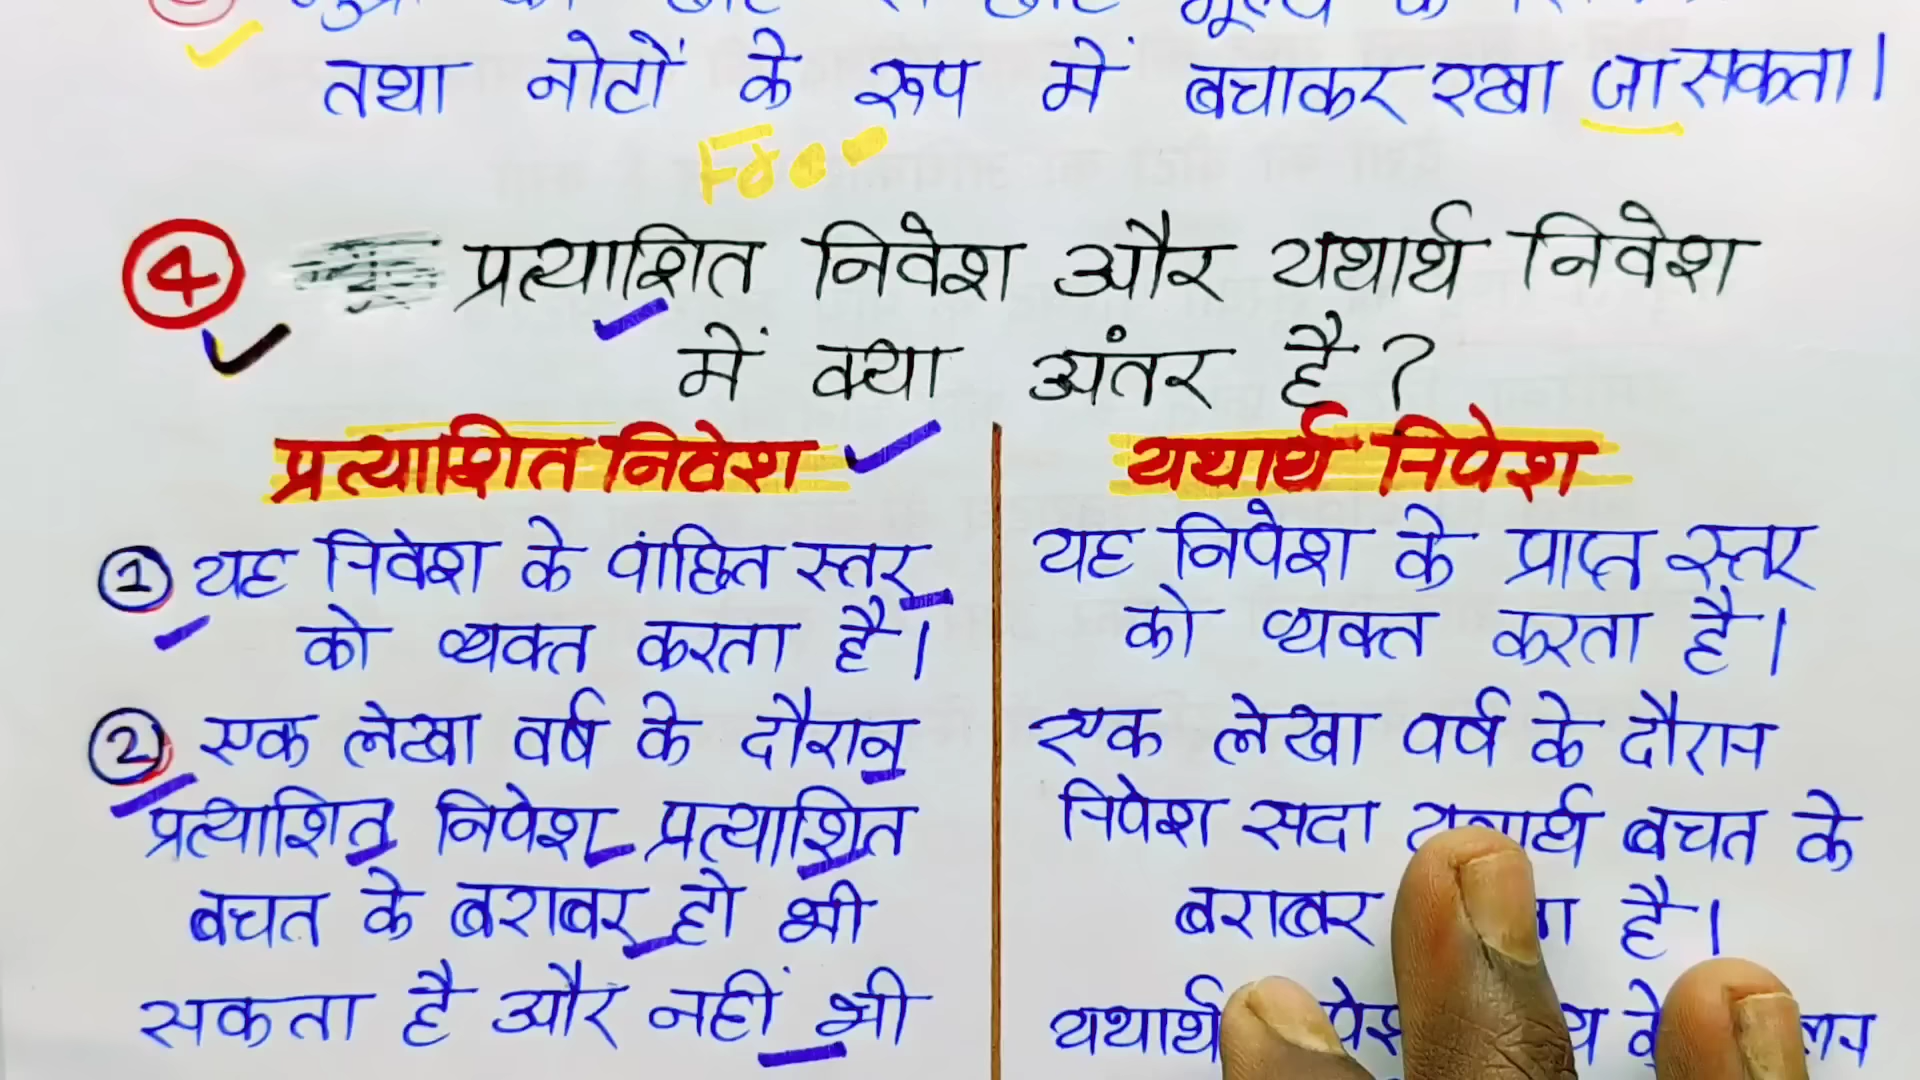 तथा नोटों के रूप में बचाकर रखा जा सकता।
④ प्रत्याशित निवेश और यथार्थ निवेश
में क्या अंतर है?
प्रत्याशित निवेश
① यह निवेश के वांछित स्तर
को व्यक्त करता है।
② एक लेखा वर्ष के दौरान
प्रत्याशित निवेश प्रत्याशित
बचत के बराबर हो भी
सकता है और नहीं भी
यथार्थ निवेश
यह निवेश के प्राप्त स्तर
को व्यक्त करता है।
एक लेखा वर्ष के दौरान
निवेश सदा यथार्थ बचत के
बराबर है।
यथार्थ